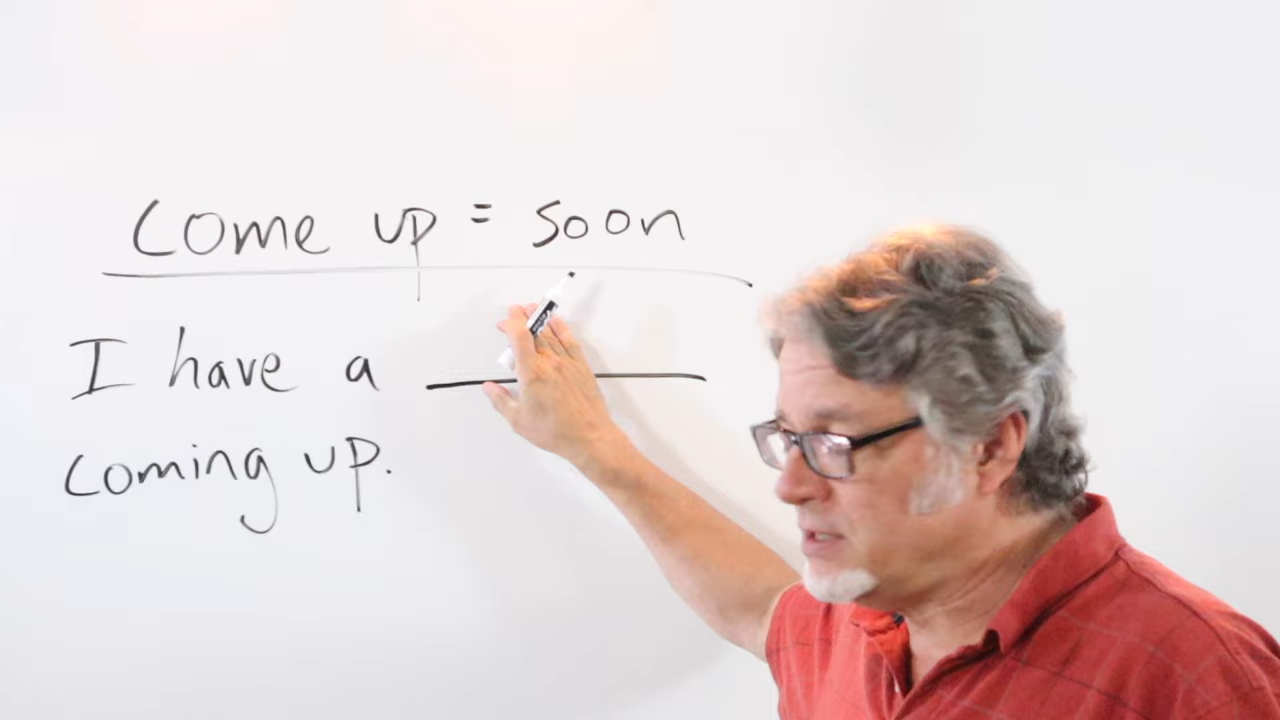 Come up = soon
I have a ______
coming up.